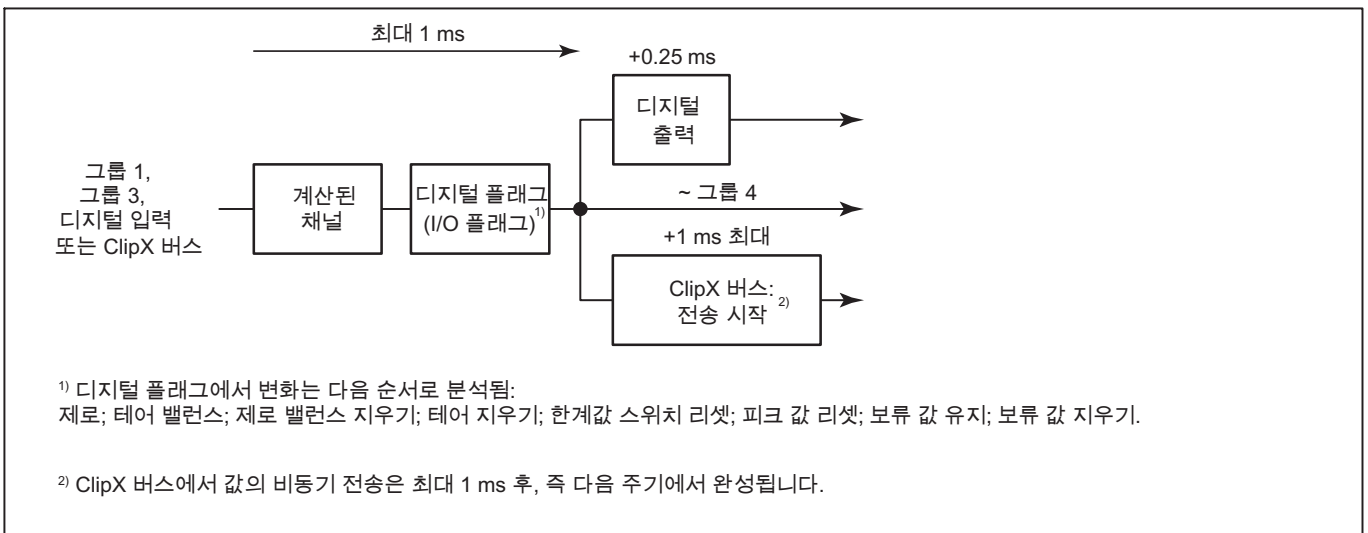 최대 1 ms
+0.25 ms
디지털
출력
그룹 1,
그룹 3,
디지털 입력
또는 ClipX 버스
계산된
채널
디지털 플래그
(I/O 플래그)1)
~ 그룹 4
+1 ms 최대
ClipX 버스:
전송 시작 2)
1) 디지털 플래그에서 변화는 다음 순서로 분석됨:
제로; 테어 밸런스; 제로 밸런스 지우기; 테어 지우기; 한계값 스위치 리셋; 피크 값 리셋; 보류 값 유지; 보류 값 지우기.
2) ClipX 버스에서 값의 비동기 전송은 최대 1 ms 후, 즉 다음 주기에서 완성됩니다.